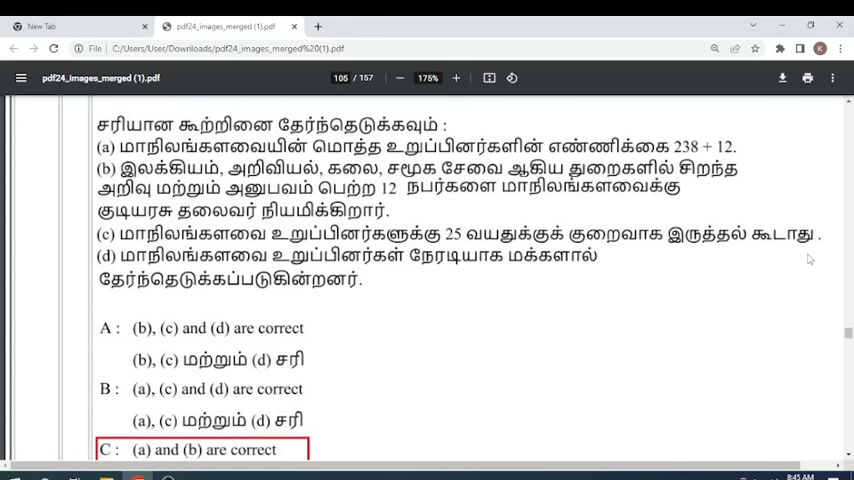 New Tab
pdf24_images_merged (1).pdf
File
C:/Users/User/Downloads/pdf24_images_merged%20(1).pdf
K
pdf24_images_merged (1).pdf
105 / 157
175%
சரியான கூற்றினை தேர்ந்தெடுக்கவும் :
(a) மாநிலங்களவையின் மொத்த உறுப்பினர்களின் எண்ணிக்கை 238 + 12.
(b) இலக்கியம், அறிவியல், கலை, சமூக சேவை ஆகிய துறைகளில் சிறந்த
அறிவு மற்றும் அனுபவம் பெற்ற 12 நபர்களை மாநிலங்களவைக்கு
குடியரசு தலைவர் நியமிக்கிறார்.
(c) மாநிலங்களவை உறுப்பினர்களுக்கு 25 வயதுக்குக் குறைவாக இருத்தல் கூடாது .
(d) மாநிலங்களவை உறுப்பினர்கள் நேரடியாக மக்களால்
தேர்ந்தெடுக்கப்படுகின்றனர்.
A : (b), (c) and (d) are correct
(b), (c) மற்றும் (d) சரி
B : (a), (c) and (d) are correct
(a), (c) மற்றும் (d) சரி
C : (a) and (b) are correct
8:45 AM